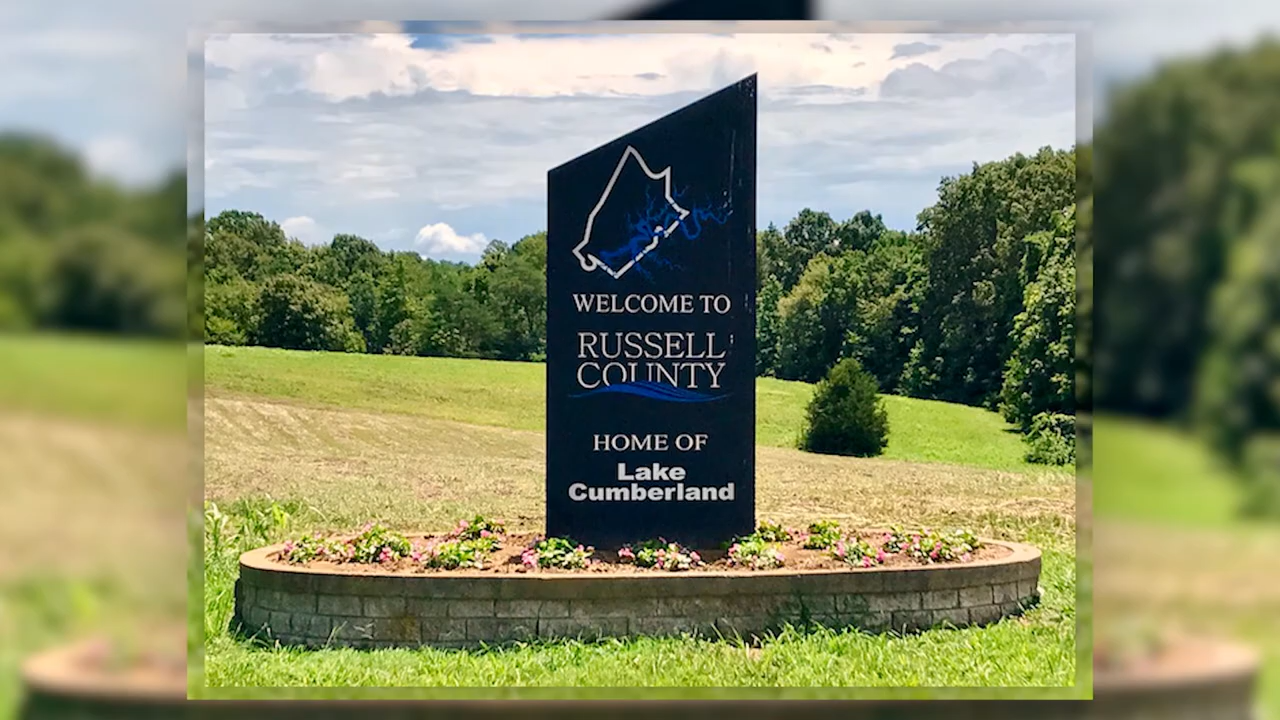 WELCOME TO
RUSSELL
COUNTY
HOME OF
Lake
Cumberland